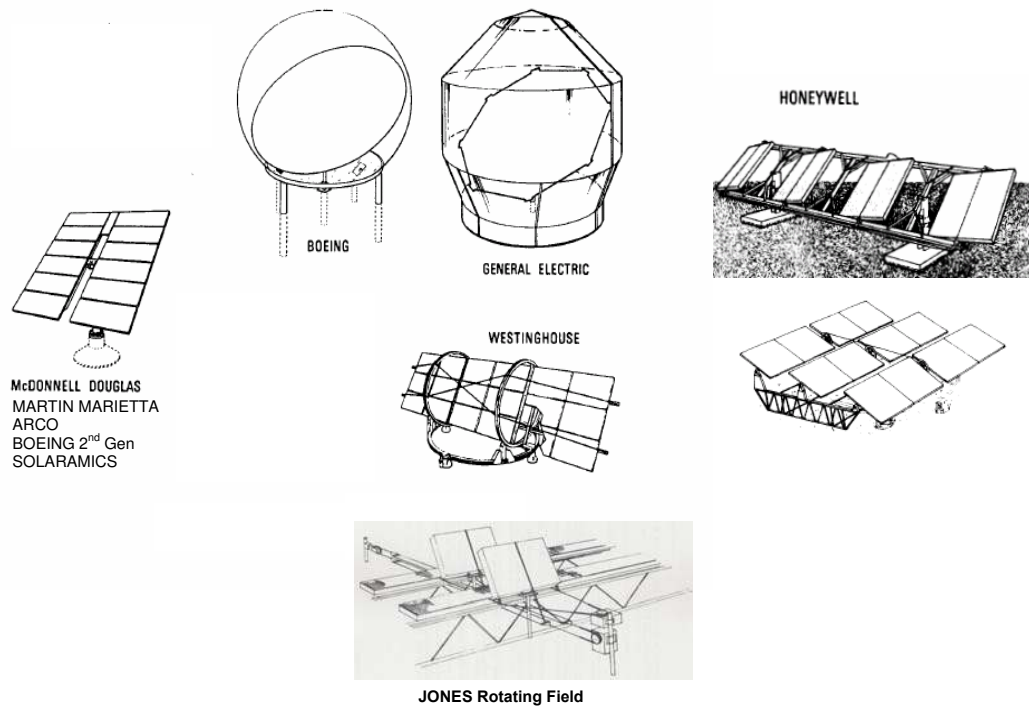 HONEYWELL
BOEING
GENERAL ELECTRIC
WESTINGHOUSE
McDONNELL DOUGLAS
MARTIN MARIETTA
ARCO
BOEING 2nd Gen
SOLARAMICS
JONES Rotating Field